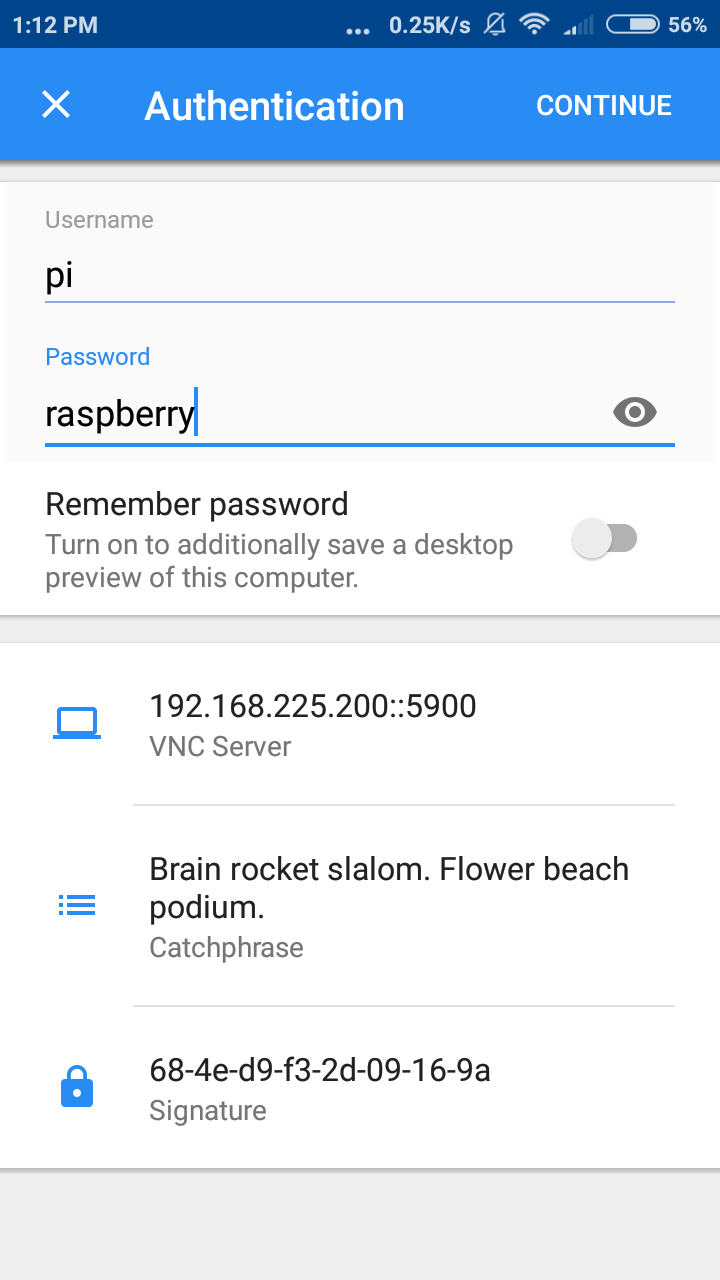 1:12 PM ... 0.25K/s 56%
Authentication CONTINUE
Username
pi
Password
raspberry
Remember password
Turn on to additionally save a desktop
preview of this computer.
192.168.225.200::5900
VNC Server
Brain rocket slalom. Flower beach
podium.
Catchphrase
68-4e-d9-f3-2d-09-16-9a
Signature